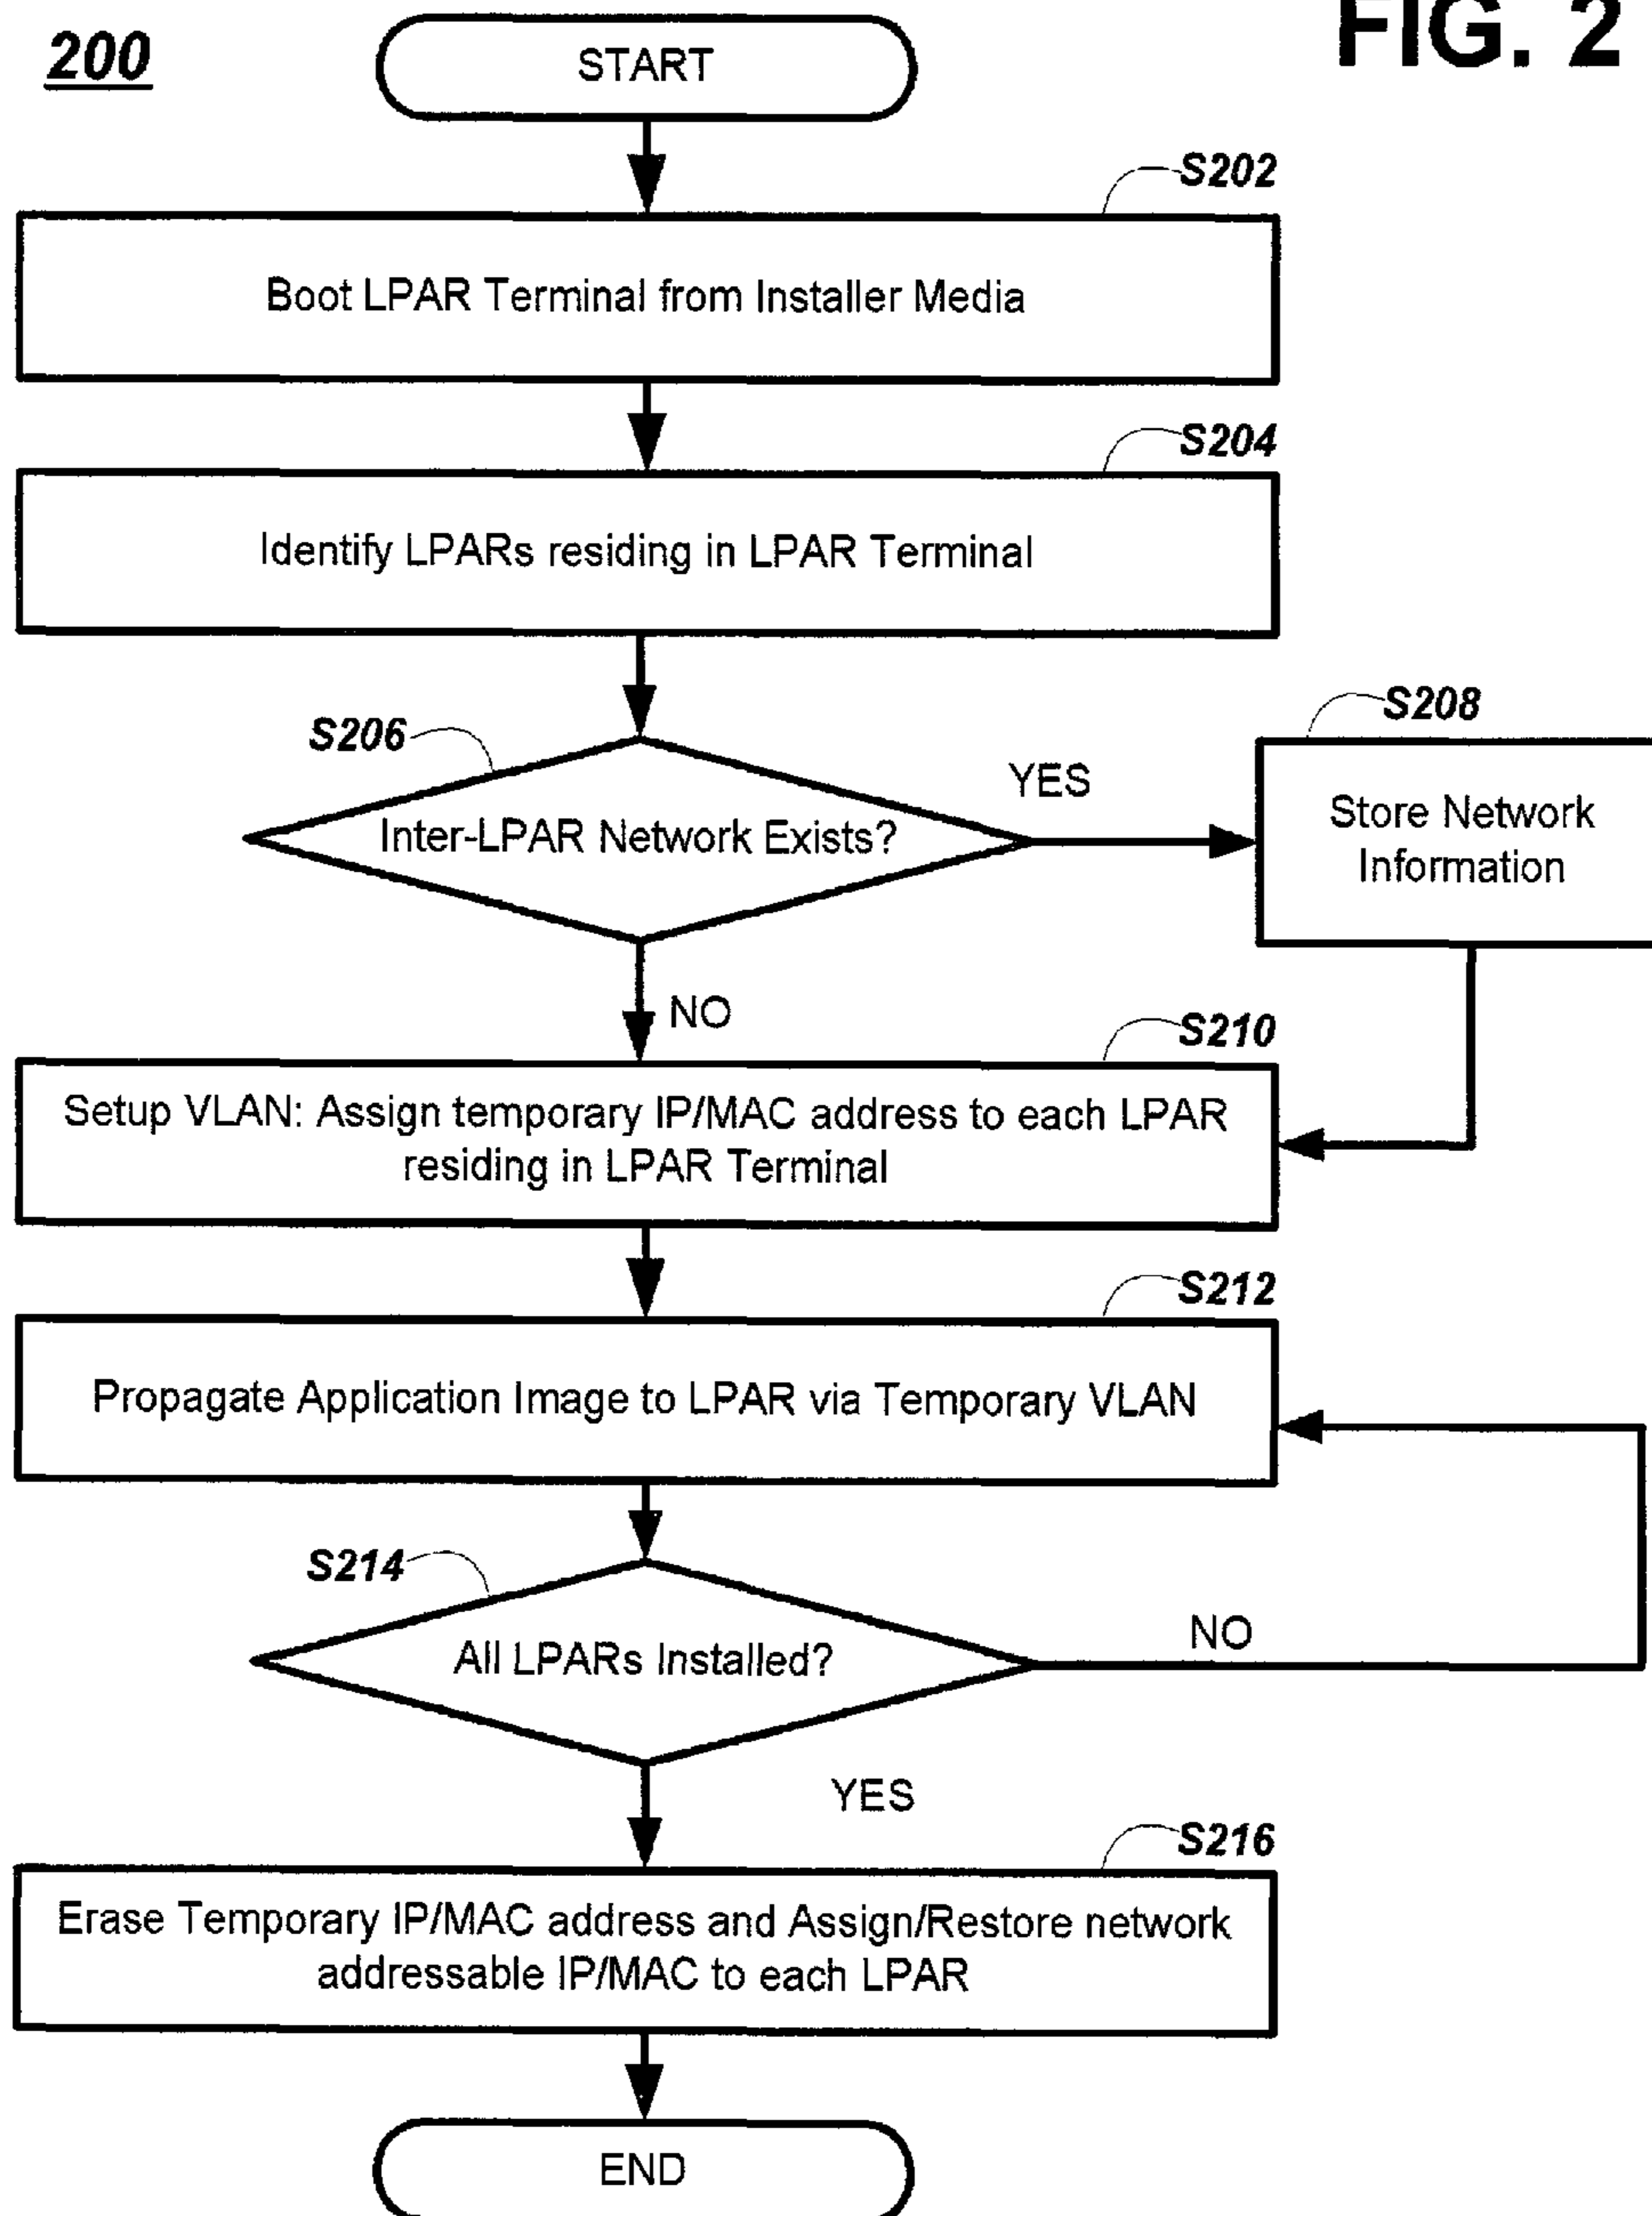 200
FIG. 2
START
S202
Boot LPAR Terminal from Installer Media
S204
Identify LPARs residing in LPAR Terminal
S206
Inter-LPAR Network Exists?
YES
S208
Store Network
Information
NO
S210
Setup VLAN: Assign temporary IP/MAC address to each LPAR
residing in LPAR Terminal
S212
Propagate Application Image to LPAR via Temporary VLAN
S214
All LPARs Installed?
NO
YES
S216
Erase Temporary IP/MAC address and Assign/Restore network
addressable IP/MAC to each LPAR
END